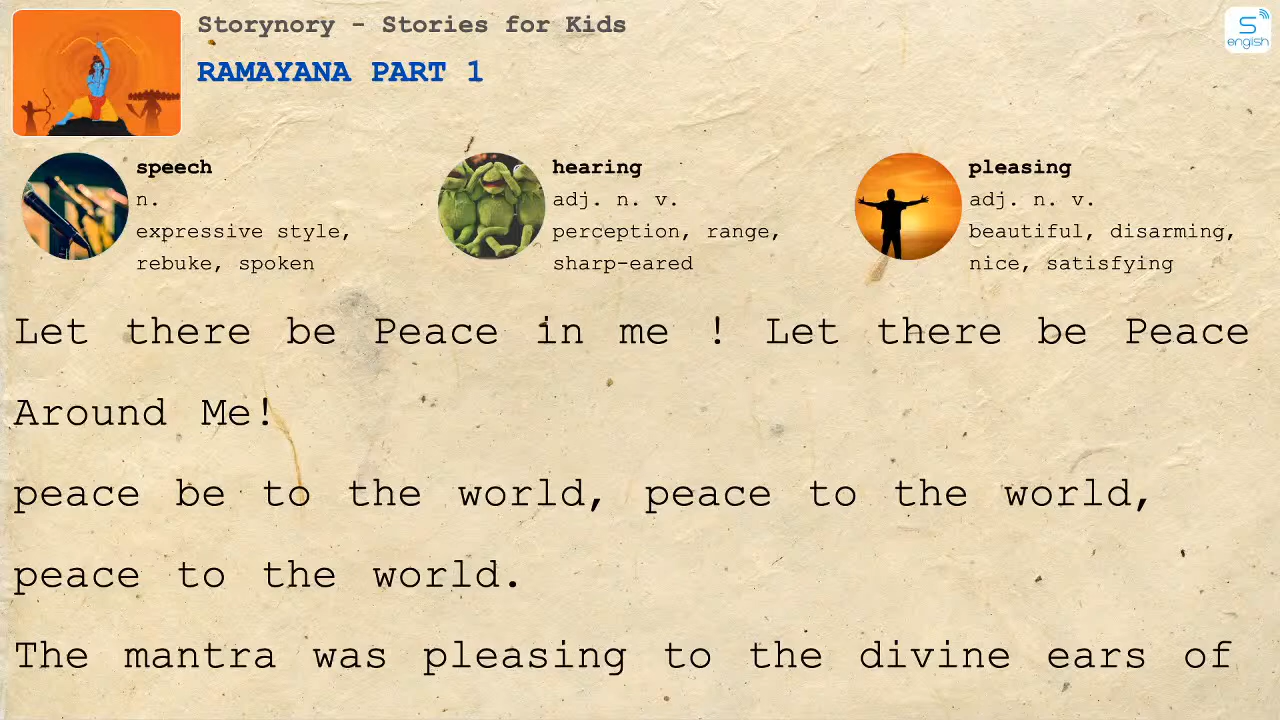 Storynory - Stories for Kids
RAMAYANA PART 1
S
english
speech
n.
expressive style,
rebuke, spoken
hearing
adj. n. v.
perception, range,
sharp-eared
pleasing
adj. n. v.
beautiful, disarming,
nice, satisfying
Let there be Peace in me ! Let there be Peace
Around Me!
peace be to the world, peace to the world,
peace to the world.
The mantra was pleasing to the divine ears of